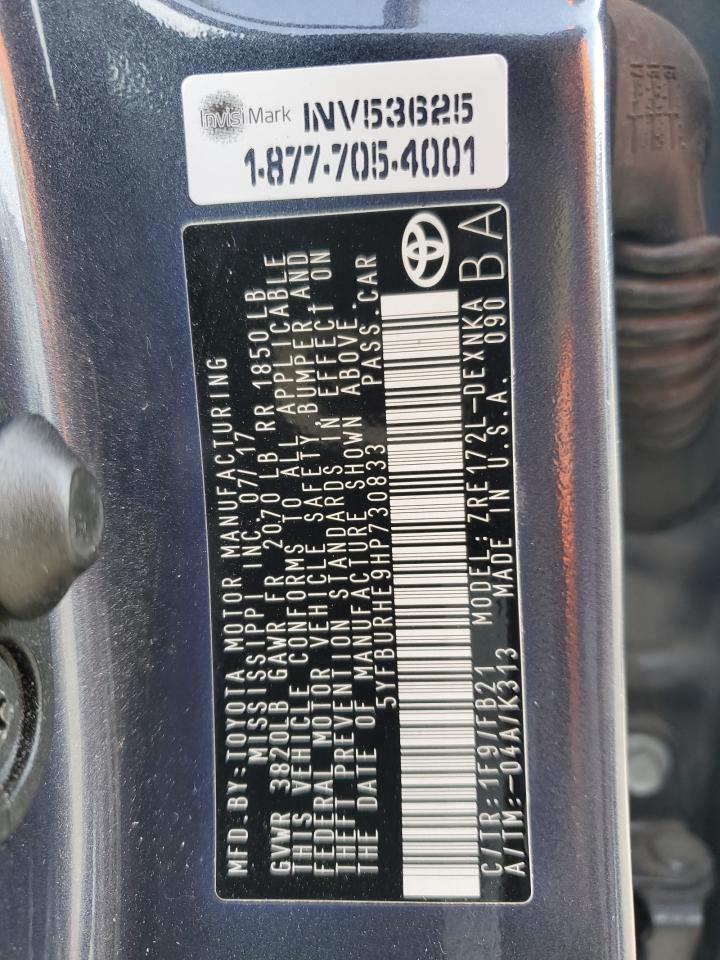 InvisiMark INV53625
1-877-705-4001
MFD.BY:TOYOTA MOTOR MANUFACTURING
MISSISSIPPI INC. 07/17
GVWR 3820LB GAWR FR 2070 LB RR 1850 LB
THIS VEHICLE CONFORMS TO ALL APPLICABLE
FEDERAL MOTOR VEHICLE SAFETY, BUMPER AND
THEFT PREVENTION STANDARDS IN EFFECT ON
THE DATE OF MANUFACTURE SHOWN ABOVE.
5YFBURHE9HP730833 PASS.CAR
C/TR:1F9/FB21 MODEL:ZRE172L-DEXNKA
A/TM:-04A/K313 MADE IN U.S.A. 090
BA